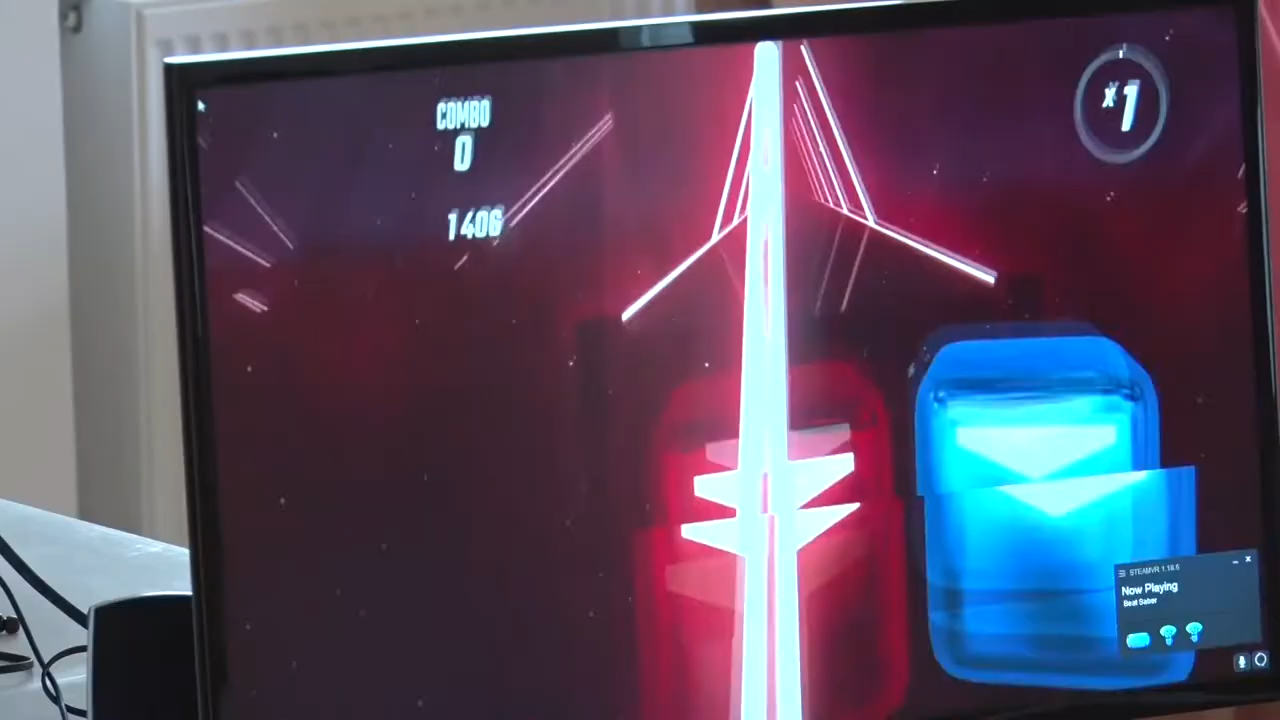 COMBO
0
1406
x1
STEAMVR 1.18.6
Now Playing
Beat Saber